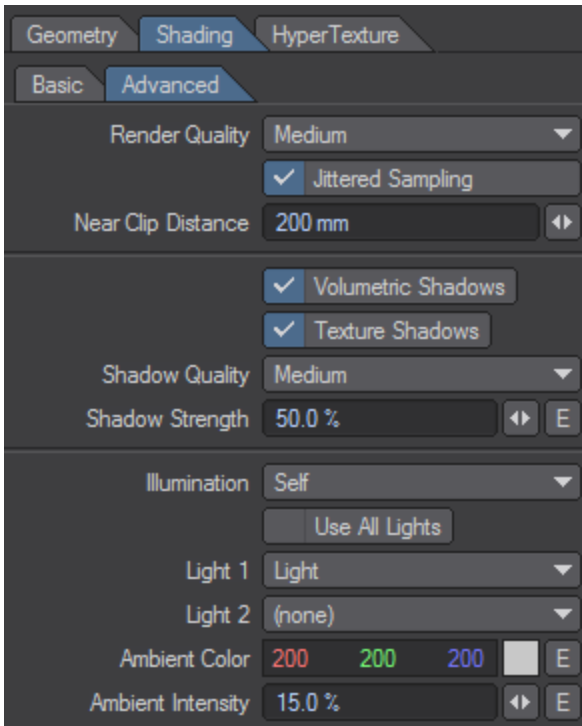 Geometry Shading HyperTexture
Basic Advanced
Render Quality Medium
Jittered Sampling
Near Clip Distance 200 mm
Volumetric Shadows
Texture Shadows
Shadow Quality Medium
Shadow Strength 50.0 % E
Illumination Self
Use All Lights
Light 1 Light
Light 2 (none)
Ambient Color 200 200 200 E
Ambient Intensity 15.0 % E